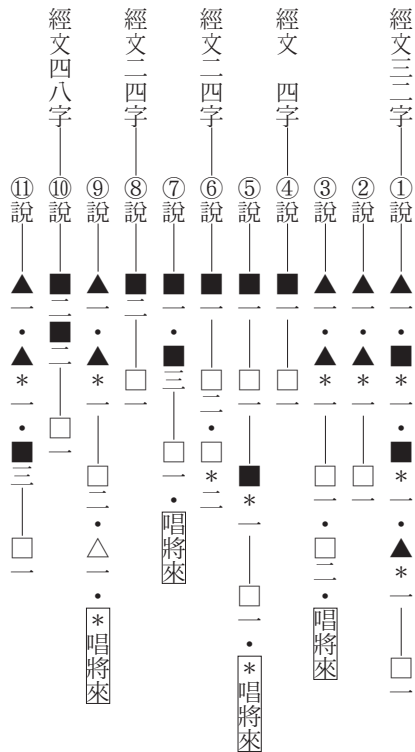 經文三二字——①說——▲一・■*一・■一・▲*一——□一
②說——▲一・▲一——□一
③說——▲一・▲*一——□一・□二・唱將來
經文　四字——④說——■一——□一
⑤說——■一——□一——■*一——□一・*唱將來
經文二四字——⑥說——■一——□二・□*二
⑦說——■一・■三——□一・唱將來
經文二四字——⑧說——■二——□一
⑨說——▲一・▲*一——□二・△一・*唱將來
經文四八字——⑩說——■二■二——□一
⑪說——▲一・▲*一・■三——□一